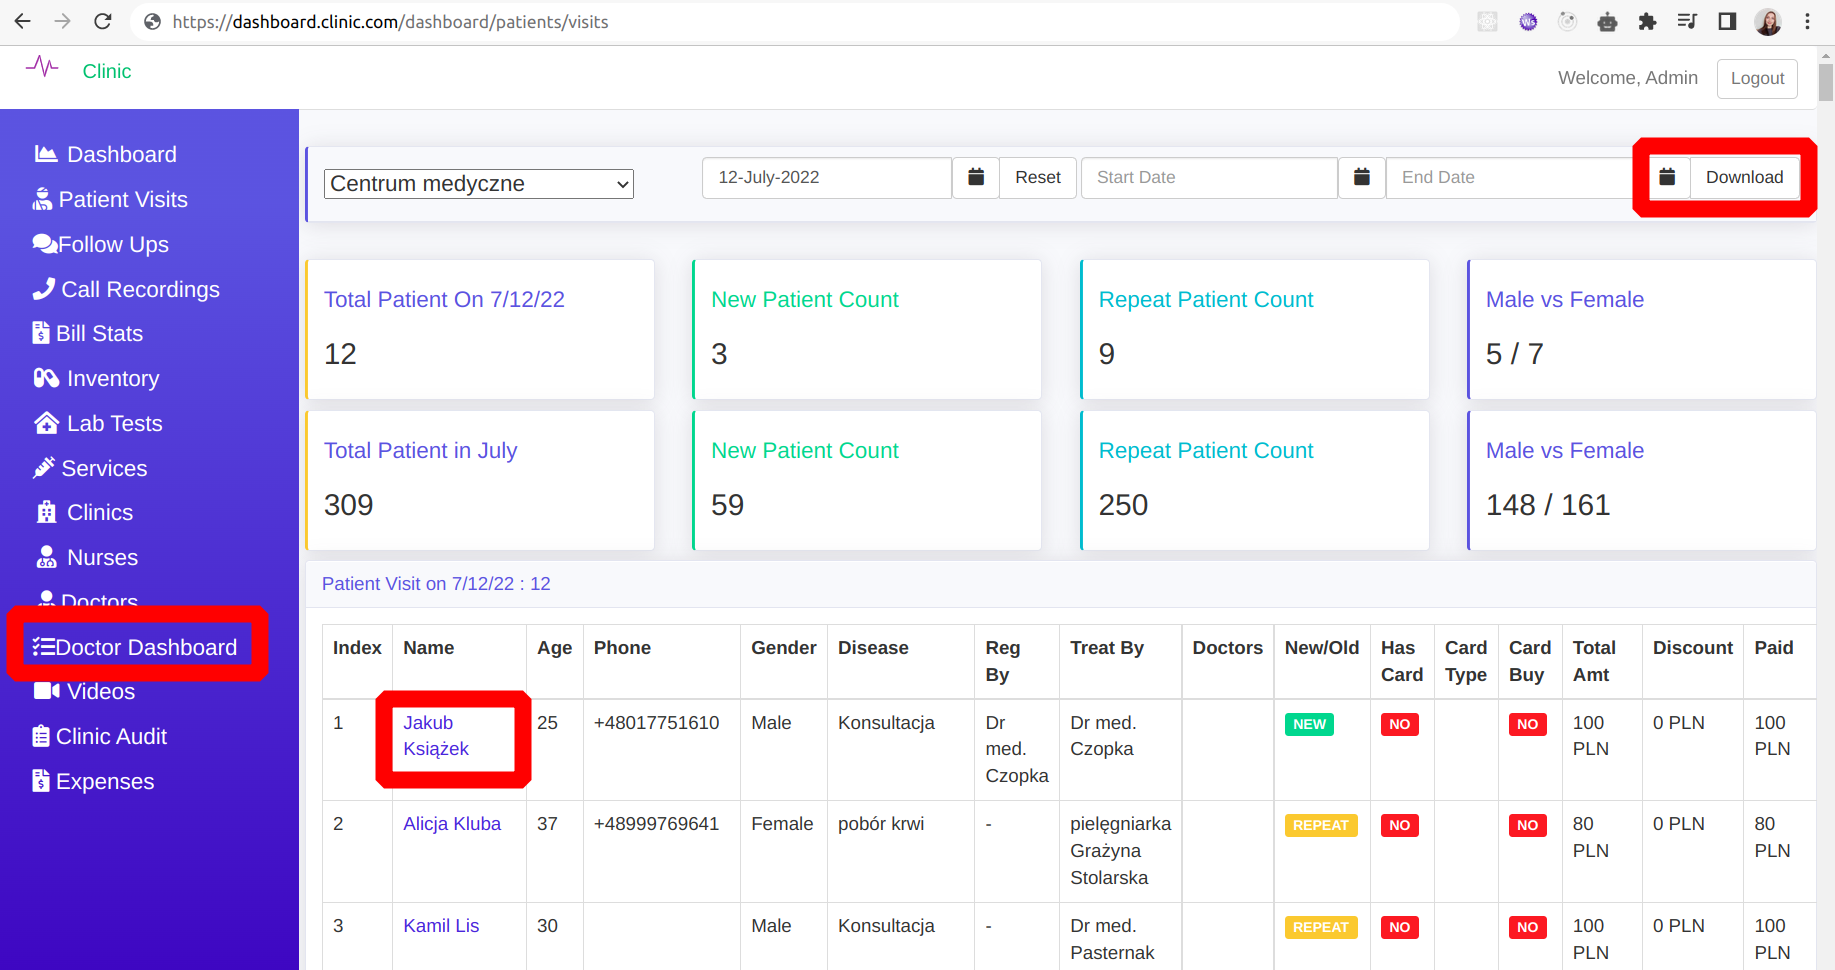 https://dashboard.clinic.com/dashboard/patients/visits
Clinic
Welcome, Admin Logout
Dashboard
Patient Visits
Follow Ups
Call Recordings
Bill Stats
Inventory
Lab Tests
Services
Clinics
Nurses
Doctors
Doctor Dashboard
Videos
Clinic Audit
Expenses
Centrum medyczne 12-July-2022 Reset Start Date End Date Download
Total Patient On 7/12/22 New Patient Count Repeat Patient Count Male vs Female
12 3 9 5 / 7
Total Patient in July New Patient Count Repeat Patient Count Male vs Female
309 59 250 148 / 161
Patient Visit on 7/12/22 : 12
Index Name Age Phone Gender Disease Reg Treat By Doctors New/Old Has Card Card Total Discount Paid
By Card Type Buy Amt
1 Jakub 25 +48017751610 Male Konsultacja Dr Dr med. NEW NO NO 100 0 PLN 100
Książek med. Czopka PLN PLN
Czopka
2 Alicja Kluba 37 +48999769641 Female pobór krwi - pielęgniarka REPEAT NO NO 80 0 PLN 80
Grażyna PLN PLN
Stolarska
3 Kamil Lis 30 Male Konsultacja - Dr med. REPEAT NO NO 100 0 PLN 100
Pasternak PLN PLN